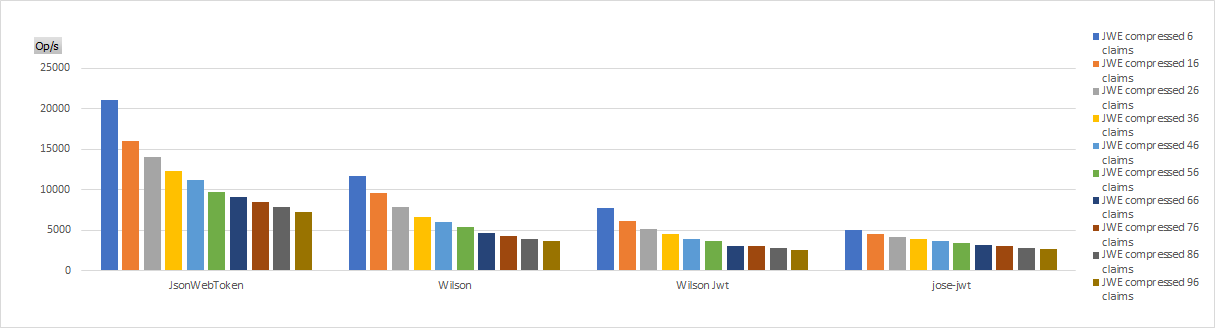 Op/s
25000
20000
15000
10000
5000
0
JsonWebToken
Wilson
Wilson Jwt
jose-jwt
JWE compressed 6
claims
JWE compressed 16
claims
JWE compressed 26
claims
JWE compressed 36
claims
JWE compressed 46
claims
JWE compressed 56
claims
JWE compressed 66
claims
JWE compressed 76
claims
JWE compressed 86
claims
JWE compressed 96
claims